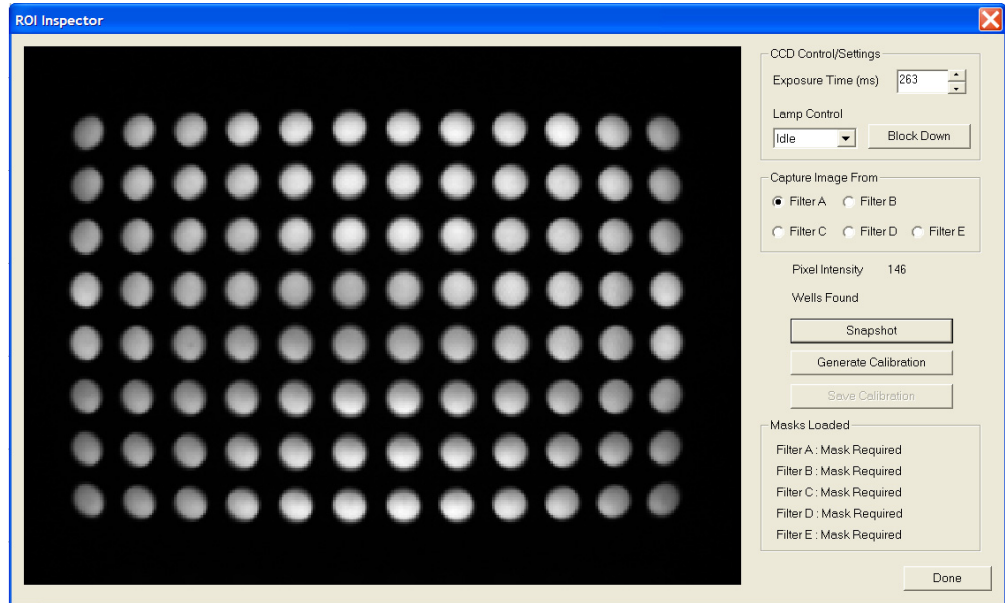 ROI Inspector
CCD Control/Settings
Exposure Time (ms) 263
Lamp Control
Idle Block Down
Capture Image From
Filter A Filter B
Filter C Filter D Filter E
Pixel Intensity 146
Wells Found
Snapshot
Generate Calibration
Save Calibration
Masks Loaded
Filter A : Mask Required
Filter B : Mask Required
Filter C : Mask Required
Filter D : Mask Required
Filter E : Mask Required
Done